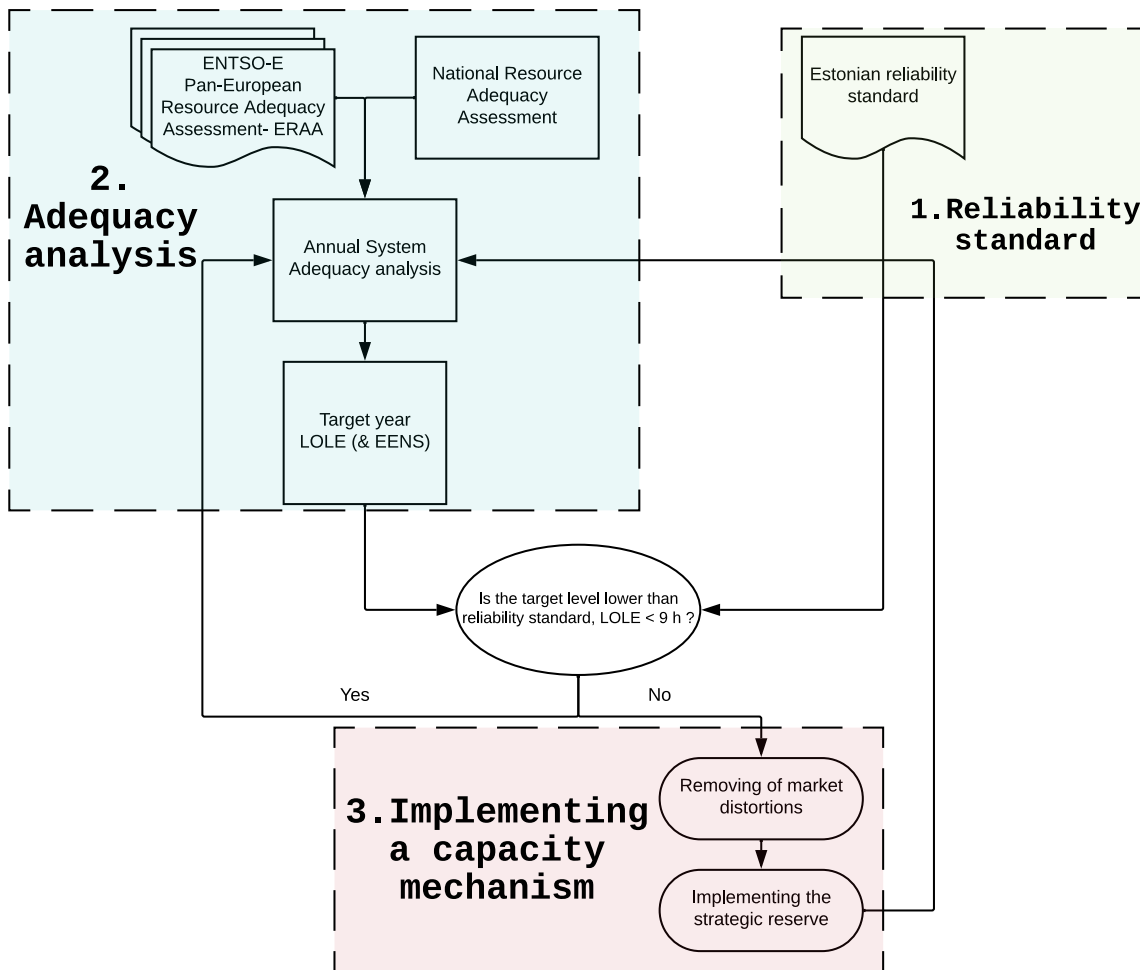 ENTSO-E
Pan-European
Resource Adequacy
Assessment- ERAA
National Resource
Adequacy
Assessment
Estonian reliability
standard
2.
Adequacy
analysis
1.Reliability
standard
Annual System
Adequacy analysis
Target year
LOLE (& EENS)
Is the target level lower than
reliability standard, LOLE < 9 h ?
Yes
No
3.Implementing
a capacity
mechanism
Removing of market
distortions
Implementing the
strategic reserve